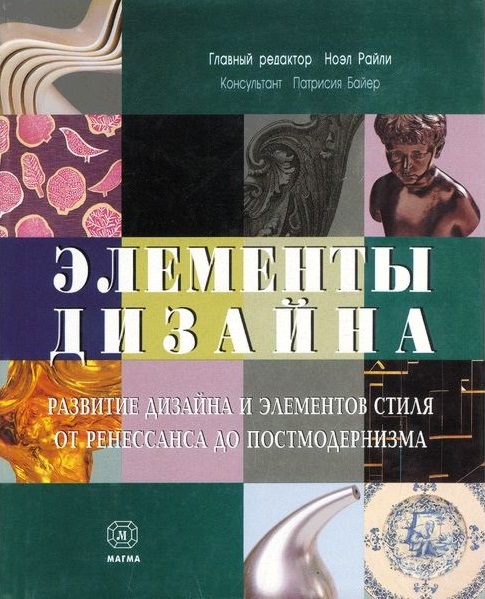 Главный редактор Ноэл Райли
Консультант Патрисия Байер
ЭЛЕМЕНТЫ
ДИЗАЙНА
РАЗВИТИЕ ДИЗАЙНА И ЭЛЕМЕНТОВ СТИЛЯ
ОТ РЕНЕССАНСА ДО ПОСТМОДЕРНИЗМА
М
МАГМА